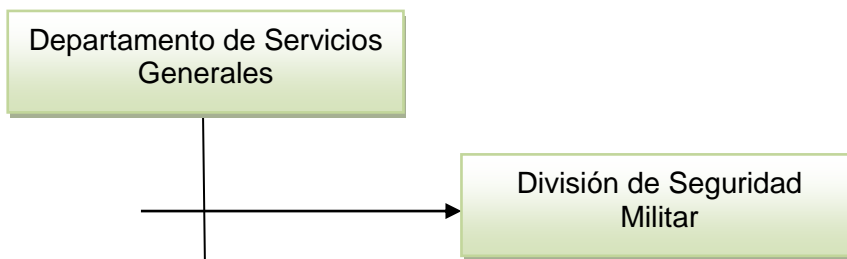 Departamento de Servicios
Generales
División de Seguridad
Militar